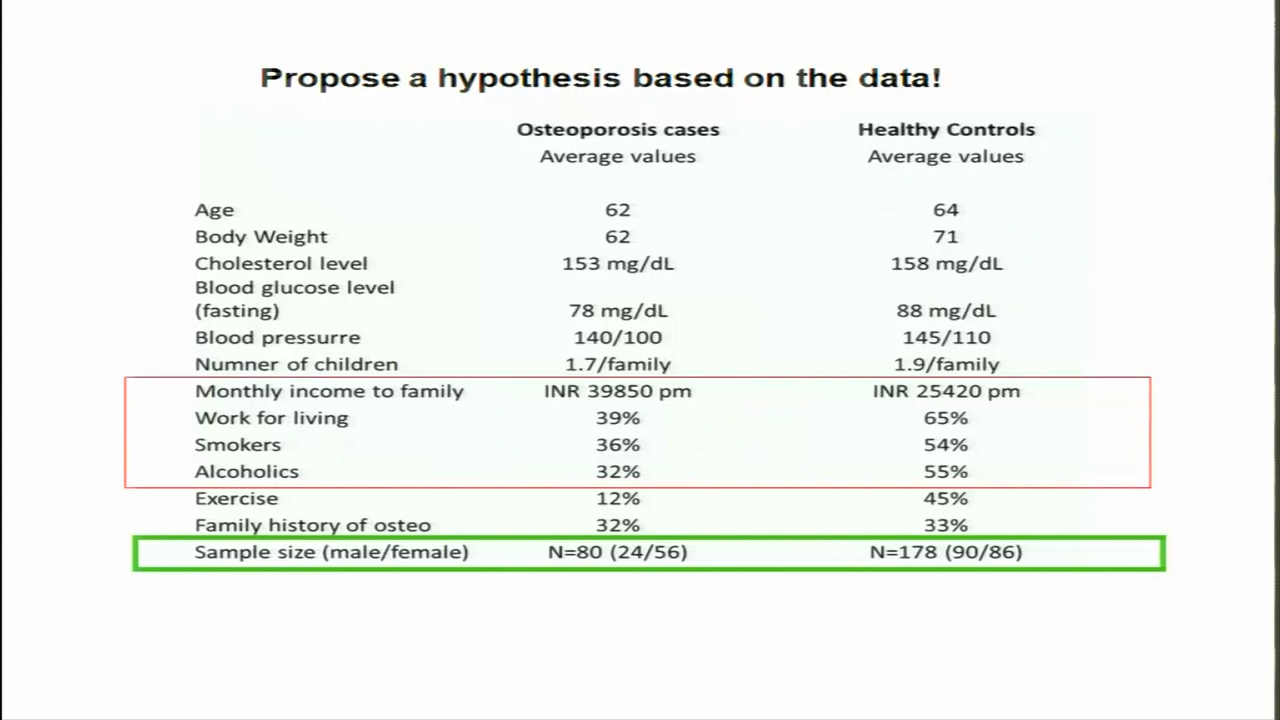 Propose a hypothesis based on the data!
Osteoporosis cases Healthy Controls
Average values Average values
Age 62 64
Body Weight 62 71
Cholesterol level 153 mg/dL 158 mg/dL
Blood glucose level
(fasting) 78 mg/dL 88 mg/dL
Blood pressurre 140/100 145/110
Numner of children 1.7/family 1.9/family
Monthly income to family INR 39850 pm INR 25420 pm
Work for living 39% 65%
Smokers 36% 54%
Alcoholics 32% 55%
Exercise 12% 45%
Family history of osteo 32% 33%
Sample size (male/female) N=80 (24/56) N=178 (90/86)